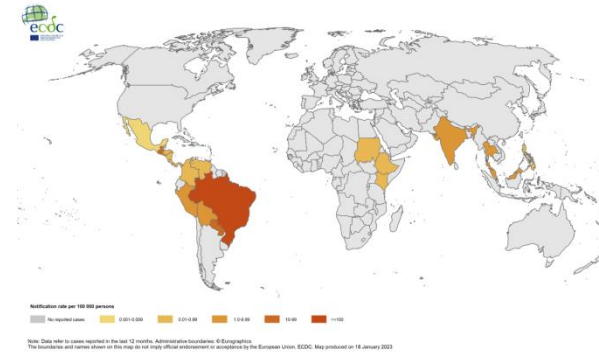 ecdc
Notification rate per 100 000 persons
No reported cases
0.001-0.009
0.01-0.99
1.0-9.99
10-99
>=100
Note: Data refer to cases reported in the last 12 months. Administrative boundaries: © Eurographics
The boundaries and names shown on this map do not imply official endorsement or acceptance by the European Union. ECDC. Map produced on 18 January 2023